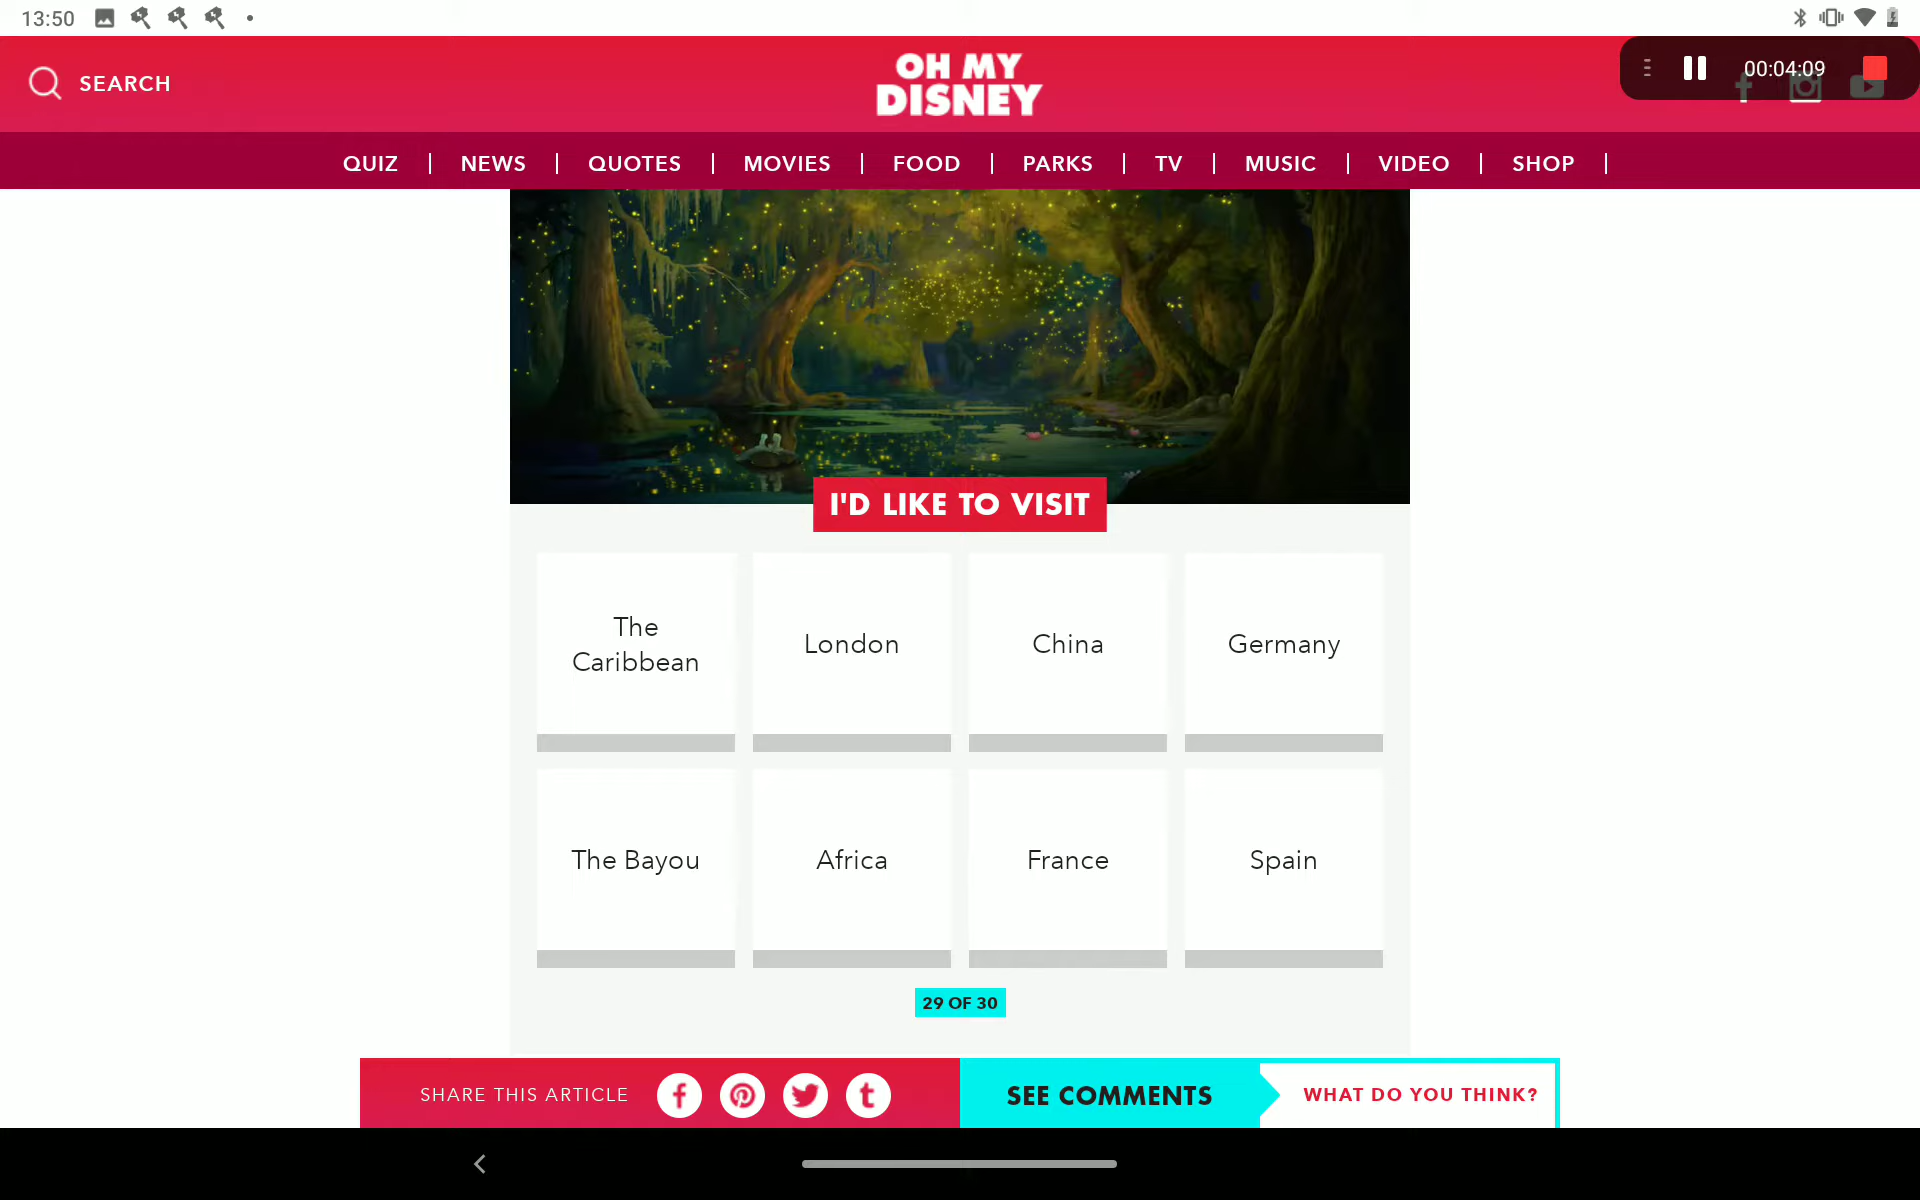 13:50
SEARCH
OH MY
DISNEY
00:04:09
QUIZ
NEWS
QUOTES
MOVIES
FOOD
PARKS
TV
MUSIC
VIDEO
SHOP
I'D LIKE TO VISIT
The
Caribbean
London
China
Germany
The Bayou
Africa
France
Spain
29 OF 30
SHARE THIS ARTICLE
SEE COMMENTS
WHAT DO YOU THINK?